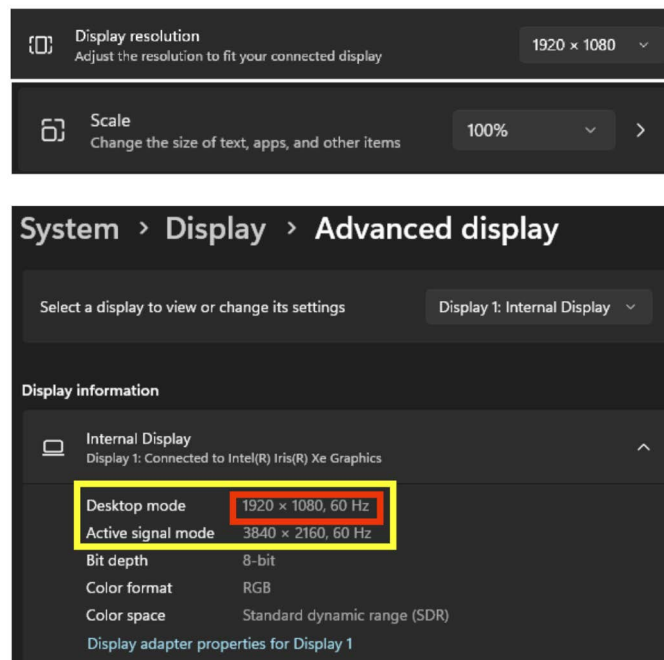 Display resolution
Adjust the resolution to fit your connected display
1920 × 1080
Scale
Change the size of text, apps, and other items
100%
System > Display > Advanced display
Select a display to view or change its settings
Display 1: Internal Display
Display information
Internal Display
Display 1: Connected to Intel(R) Iris(R) Xe Graphics
Desktop mode 1920 × 1080, 60 Hz
Active signal mode 3840 × 2160, 60 Hz
Bit depth 8-bit
Color format RGB
Color space Standard dynamic range (SDR)
Display adapter properties for Display 1